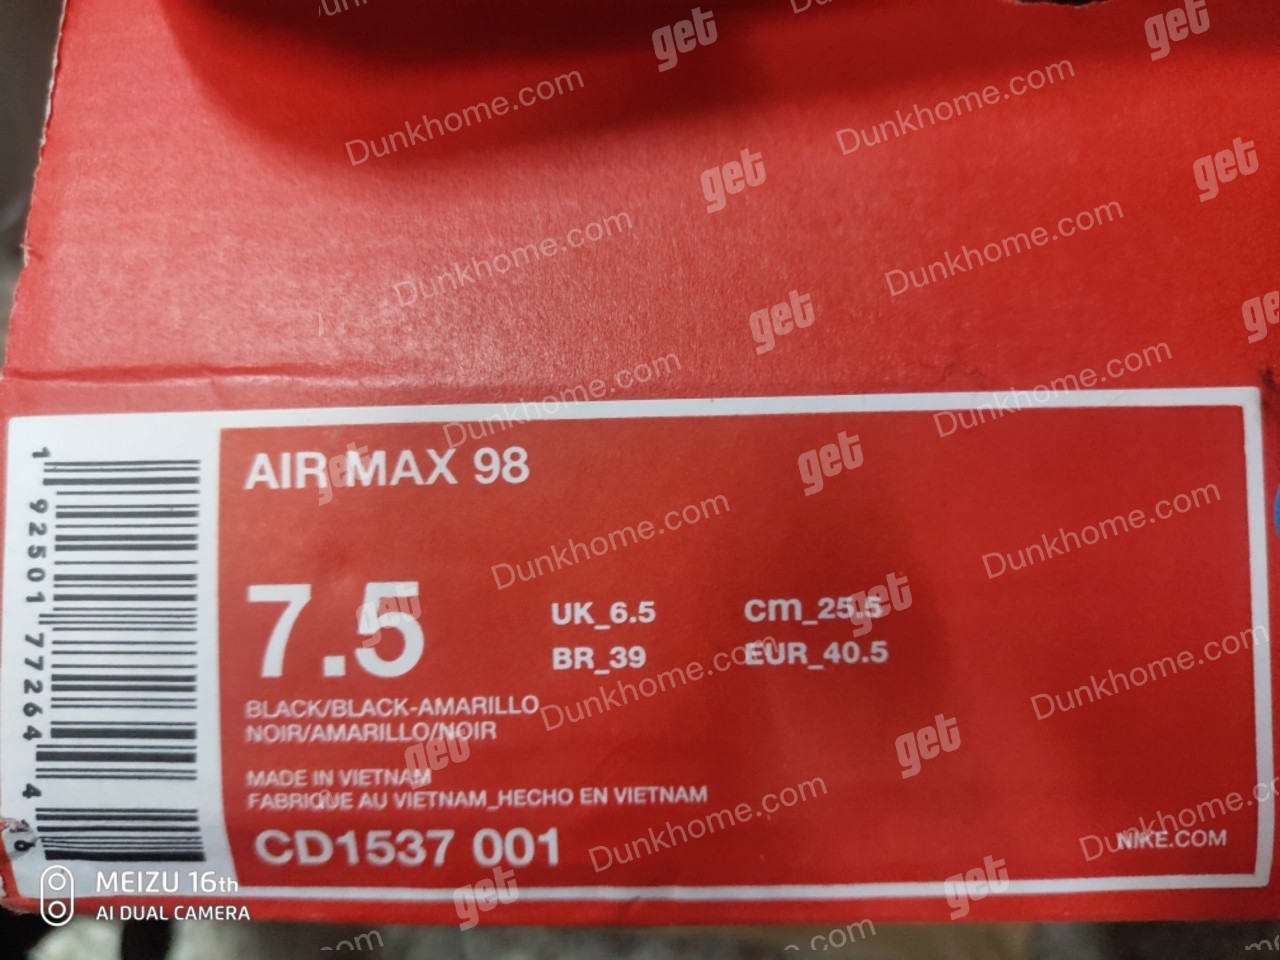 AIR MAX 98
7.5
UK_6.5 cm_25.5
BR_39 EUR_40.5
BLACK/BLACK-AMARILLO
NOIR/AMARILLO/NOIR
MADE IN VIETNAM
FABRIQUE AU VIETNAM_HECHO EN VIETNAM
CD1537 001
NIKE.COM
1 92501 77264 4
MEIZU 16th
AI DUAL CAMERA
get
Dunkhome.com